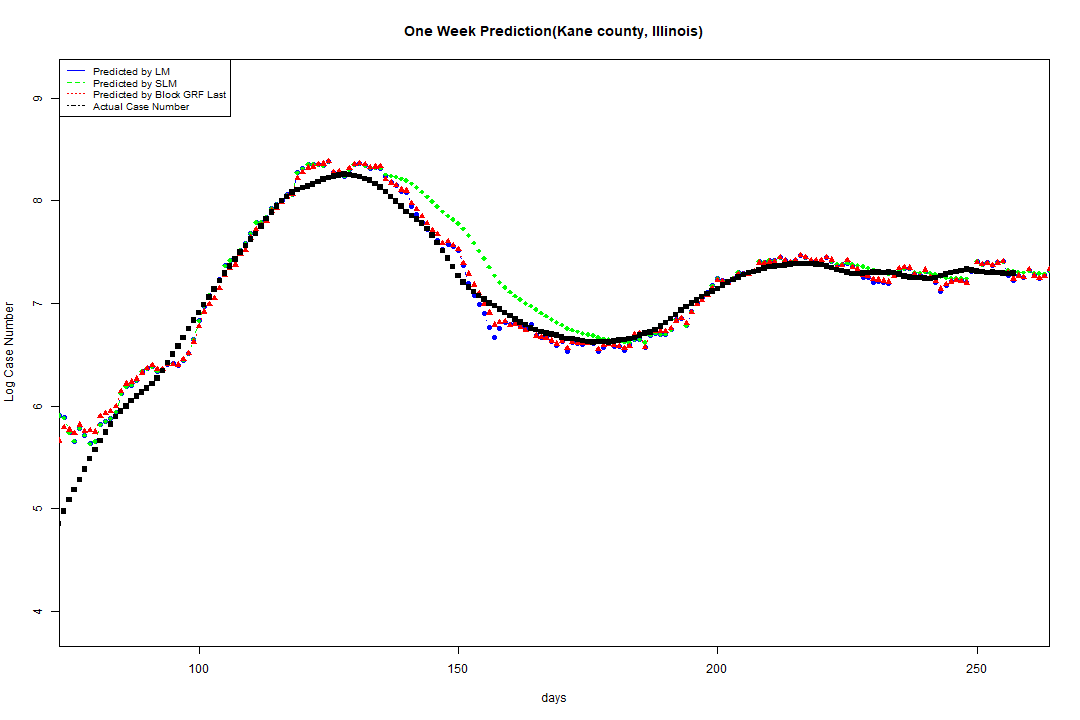 One Week Prediction(Kane county, Illinois)
Predicted by LM
Predicted by SLM
Predicted by Block GRF Last
Actual Case Number
9
8
7
6
5
4
Log Case Number
100
150
200
250
days